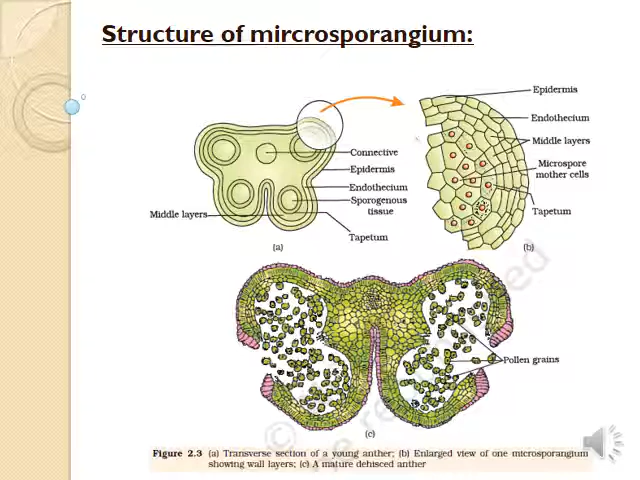 Structure of mircrosporangium:
Epidermis
Endothecium
Middle layers
Microspore
mother cells
Tapetum
(b)
Connective
Epidermis
Endothecium
Sporogenous
tissue
Middle layers
Tapetum
(a)
Pollen grains
(c)
Figure 2.3 (a) Transverse section of a young anther; (b) Enlarged view of one microsporangium
showing wall layers; (c) A mature dehisced anther